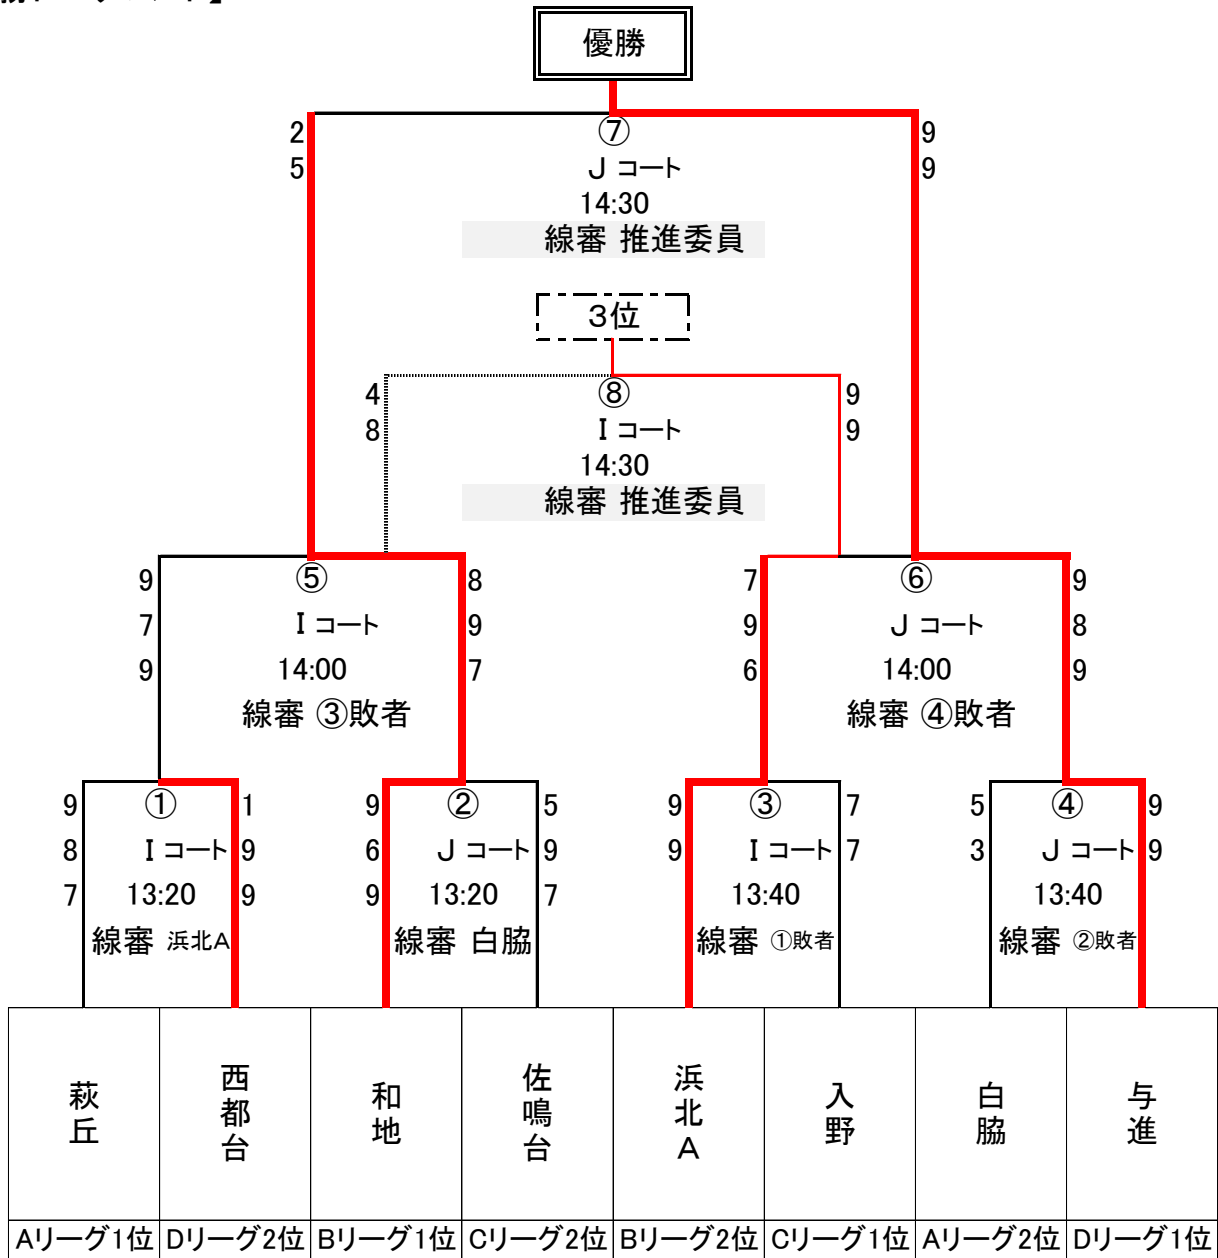 優勝
2 ⑦ 9
5 J コート 9
14:30
線審 推進委員
3位
4 ⑧ 9
8 I コート 9
14:30
線審 推進委員
9 ⑤ 8 7 ⑥ 9
7 I コート 9 9 J コート 8
9 14:00 7 6 14:00 9
線審 ③敗者 線審 ④敗者
9 ① 1 9 ② 5 9 ③ 7 5 ④ 9
8 I コート 9 6 J コート 9 9 I コート 7 3 J コート 9
7 13:20 9 9 13:20 7 13:40 13:40
線審 浜北A 線審 白脇 線審 ①敗者 線審 ②敗者
萩丘 西都台 和地 佐鳴台 浜北A 入野 白脇 与進
Aリーグ1位 Dリーグ2位 Bリーグ1位 Cリーグ2位 Bリーグ2位 Cリーグ1位 Aリーグ2位 Dリーグ1位